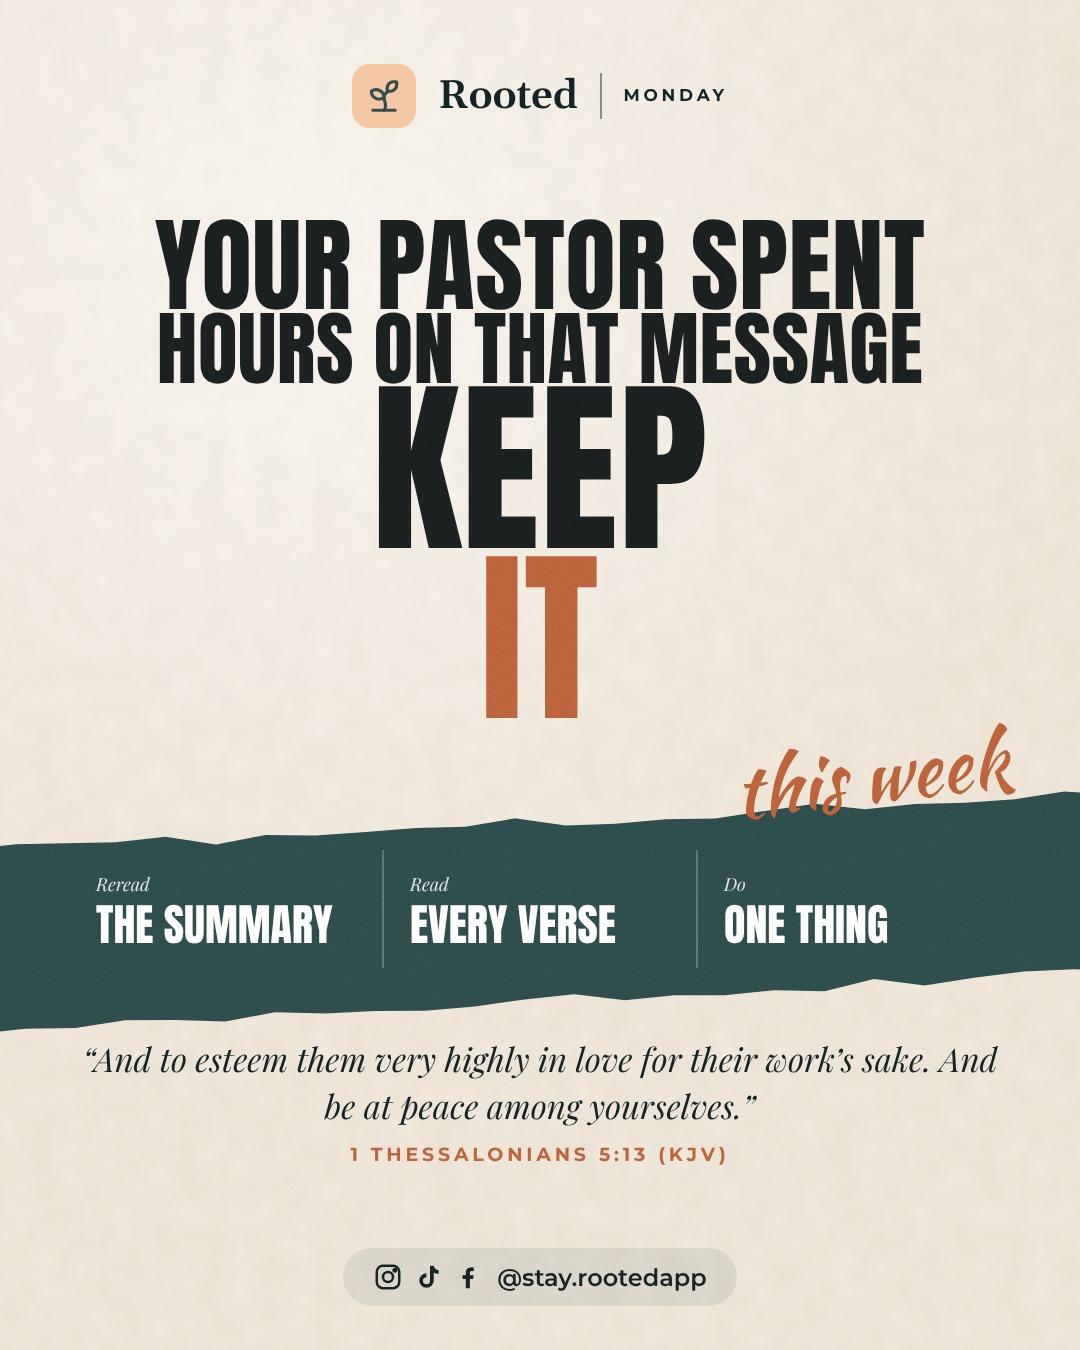 Rooted
MONDAY
YOUR PASTOR SPENT
HOURS ON THAT MESSAGE
KEEP
IT
this week
Reread
THE SUMMARY
Read
EVERY VERSE
Do
ONE THING
“And to esteem them very highly in love for their work’s sake. And
be at peace among yourselves.”
1 THESSALONIANS 5:13 (KJV)
@stay.rootedapp